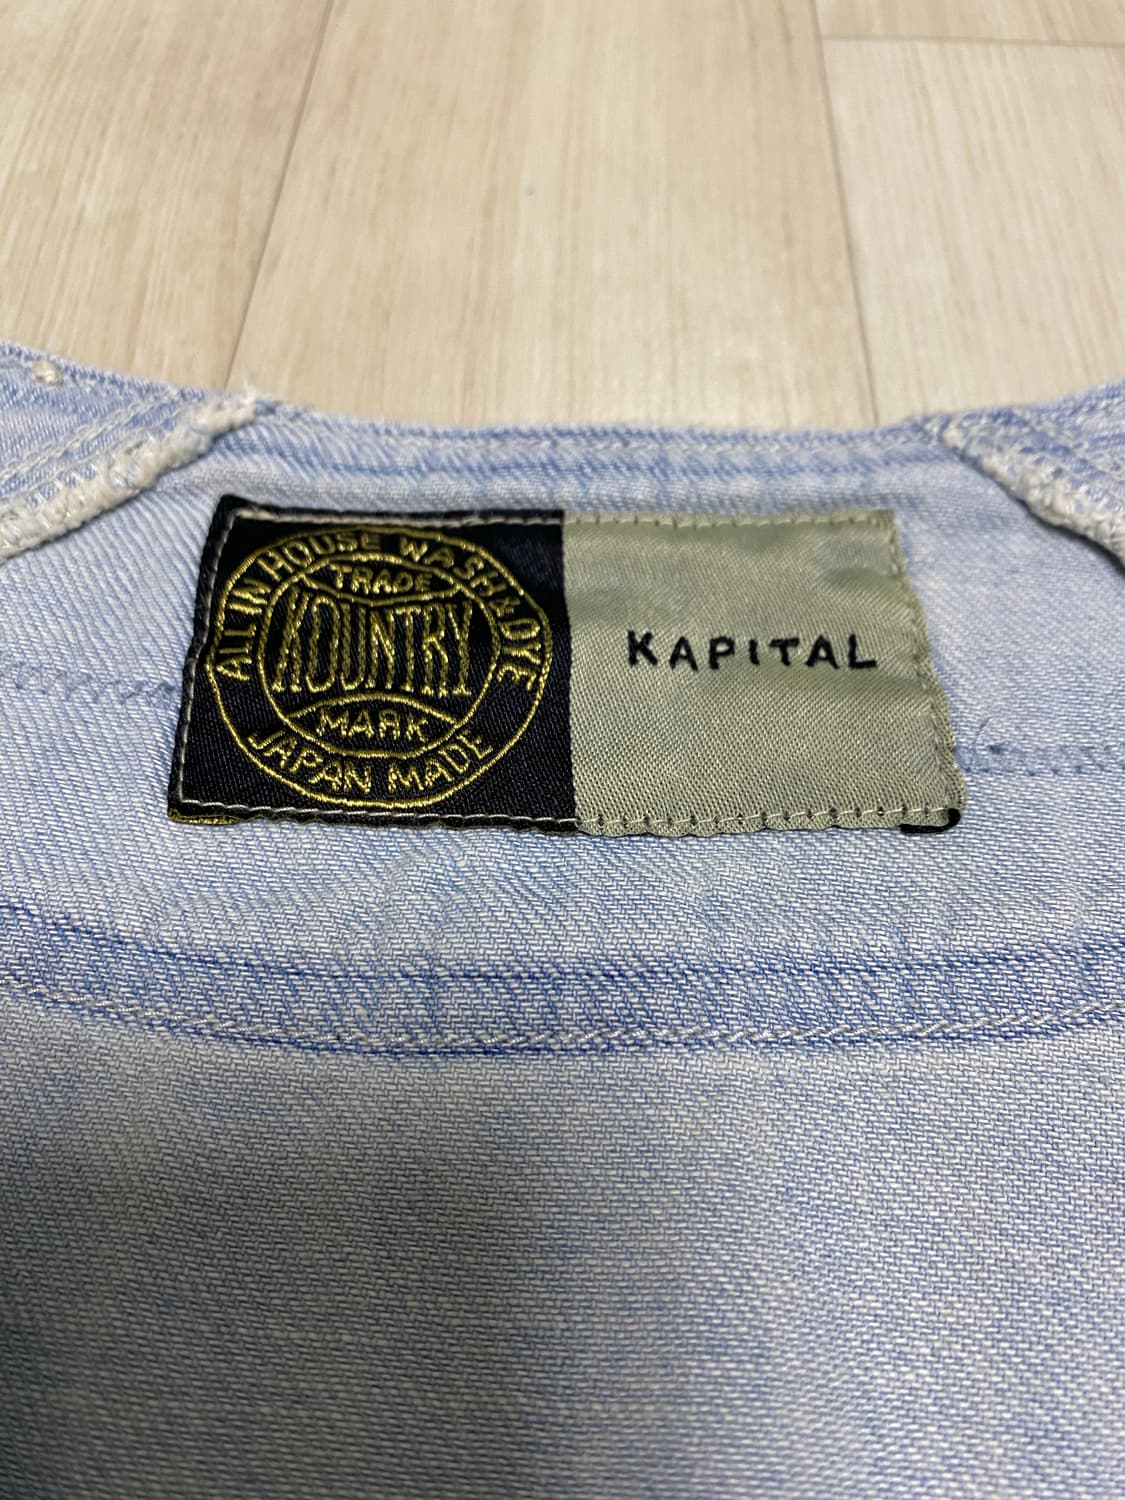 ALL IN HOUSE WASH & DYE
TRADE
KOUNTRY
MARK
JAPAN MADE
KAPITAL